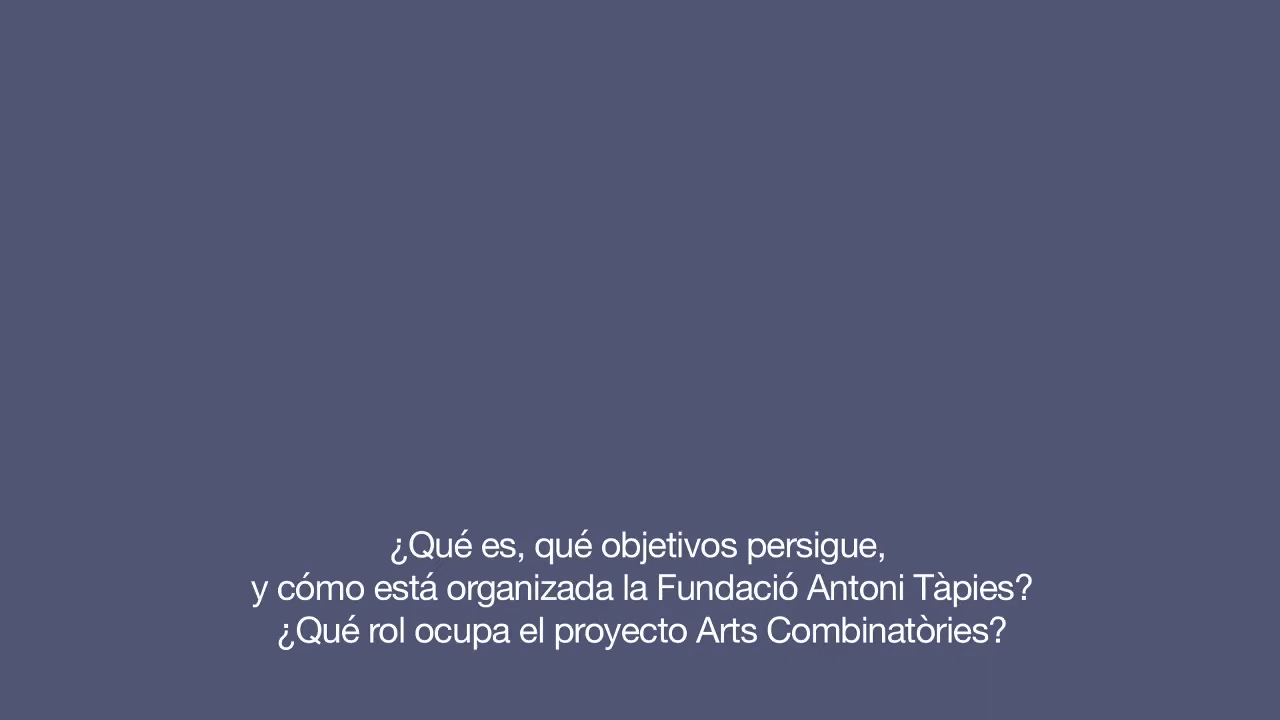 ¿Qué es, qué objetivos persigue,
y cómo está organizada la Fundació Antoni Tàpies?
¿Qué rol ocupa el proyecto Arts Combinatòries?